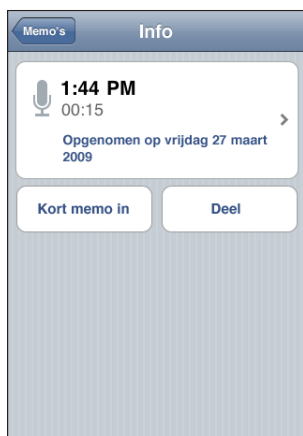 Memo's
Info
1:44 PM
00:15
Opgenomen op vrijdag 27 maart
2009
Kort memo in
Deel